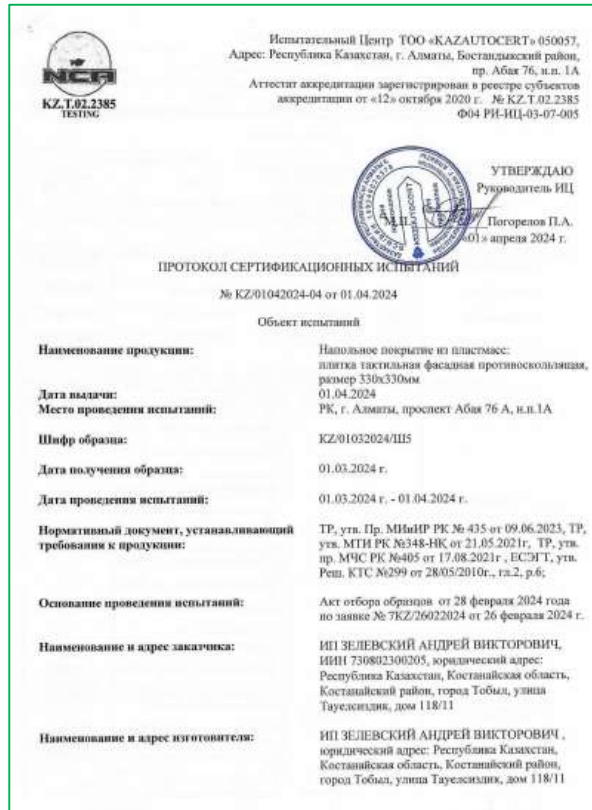 Испытательный Центр ТОО «KAZAUTOCERT» 050057,
Адрес: Республика Казахстан, г. Алматы, Бостандыкский район,
пр. Абая 76, н.п. 1А
Аттестат аккредитации зарегистрирован в реестре субъектов
аккредитации от «12» октября 2020 г. № KZ.T.02.2385
Ф04 РИ-ИЦ-03-07-005
NCA
KZ.T.02.2385
TESTING
УТВЕРЖДАЮ
Руководитель ИЦ
М.П. Погорелов П.А.
«01» апреля 2024 г.
ПРОТОКОЛ СЕРТИФИКАЦИОННЫХ ИСПЫТАНИЙ
№ KZ/01042024-04 от 01.04.2024
Объект испытаний
Наименование продукции: Напольное покрытие из пластмасс:
плитка тактильная фасадная противоскользящая,
размер 330х330мм
Дата выдачи: 01.04.2024
Место проведения испытаний: РК, г. Алматы, проспект Абая 76 А, н.п.1А
Шифр образца: KZ/01032024/Ш5
Дата получения образца: 01.03.2024 г.
Дата проведения испытаний: 01.03.2024 г. - 01.04.2024 г.
Нормативный документ, устанавливающий ТР, утв. Пр. МИиИР РК № 435 от 09.06.2023, ТР,
требования к продукции: утв. МТИ РК №348-НҚ от 21.05.2021г, ТР, утв.
пр. МЧС РК №405 от 17.08.2021г , ЕСЭГТ, утв.
Реш. КТС №299 от 28/05/2010г., гл.2, р.6;
Основание проведения испытаний: Акт отбора образцов от 28 февраля 2024 года
по заявке № 7KZ/26022024 от 26 февраля 2024 г.
Наименование и адрес заказчика: ИП ЗЕЛЕВСКИЙ АНДРЕЙ ВИКТОРОВИЧ,
ИИН 730802300205, юридический адрес:
Республика Казахстан, Костанайская область,
Костанайский район, город Тобыл, улица
Тауелсиздик, дом 118/11
Наименование и адрес изготовителя: ИП ЗЕЛЕВСКИЙ АНДРЕЙ ВИКТОРОВИЧ ,
юридический адрес: Республика Казахстан,
Костанайская область, Костанайский район,
город Тобыл, улица Тауелсиздик, дом 118/11